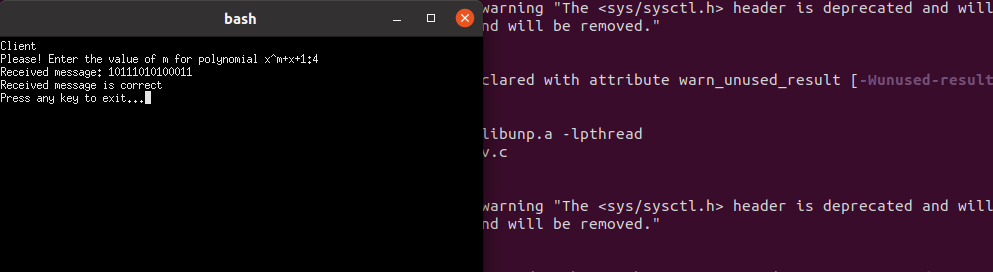 bash
Client
Please! Enter the value of m for polynomial x^m+x+1:4
Received message: 10111010100011
Received message is correct
Press any key to exit...
warning "The <sys/sysctl.h> header is deprecated and will
nd will be removed."
clared with attribute warn_unused_result [-Wunused-result
libunp.a -lpthread
v.c
warning "The <sys/sysctl.h> header is deprecated and will
nd will be removed."